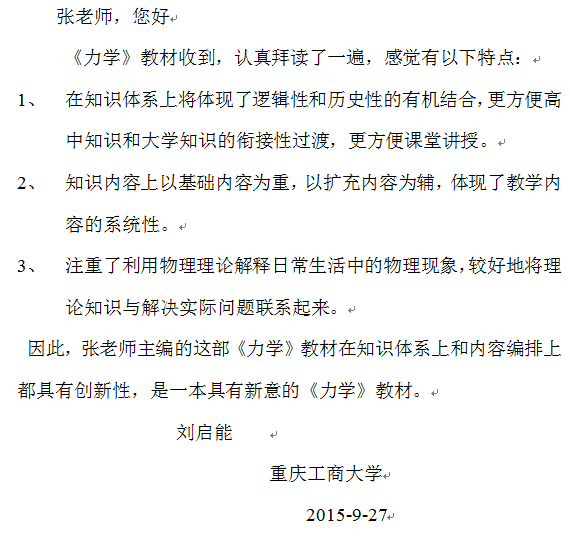 张老师，您好
《力学》教材收到，认真拜读了一遍，感觉有以下特点：
1、 在知识体系上将体现了逻辑性和历史性的有机结合，更方便高
中知识和大学知识的衔接性过渡，更方便课堂讲授。
2、 知识内容上以基础内容为重，以扩充内容为辅，体现了教学内
容的系统性。
3、 注重了利用物理理论解释日常生活中的物理现象，较好地将理
论知识与解决实际问题联系起来。
因此，张老师主编的这部《力学》教材在知识体系上和内容编排上
都具有创新性，是一本具有新意的《力学》教材。
刘启能
重庆工商大学
2015-9-27